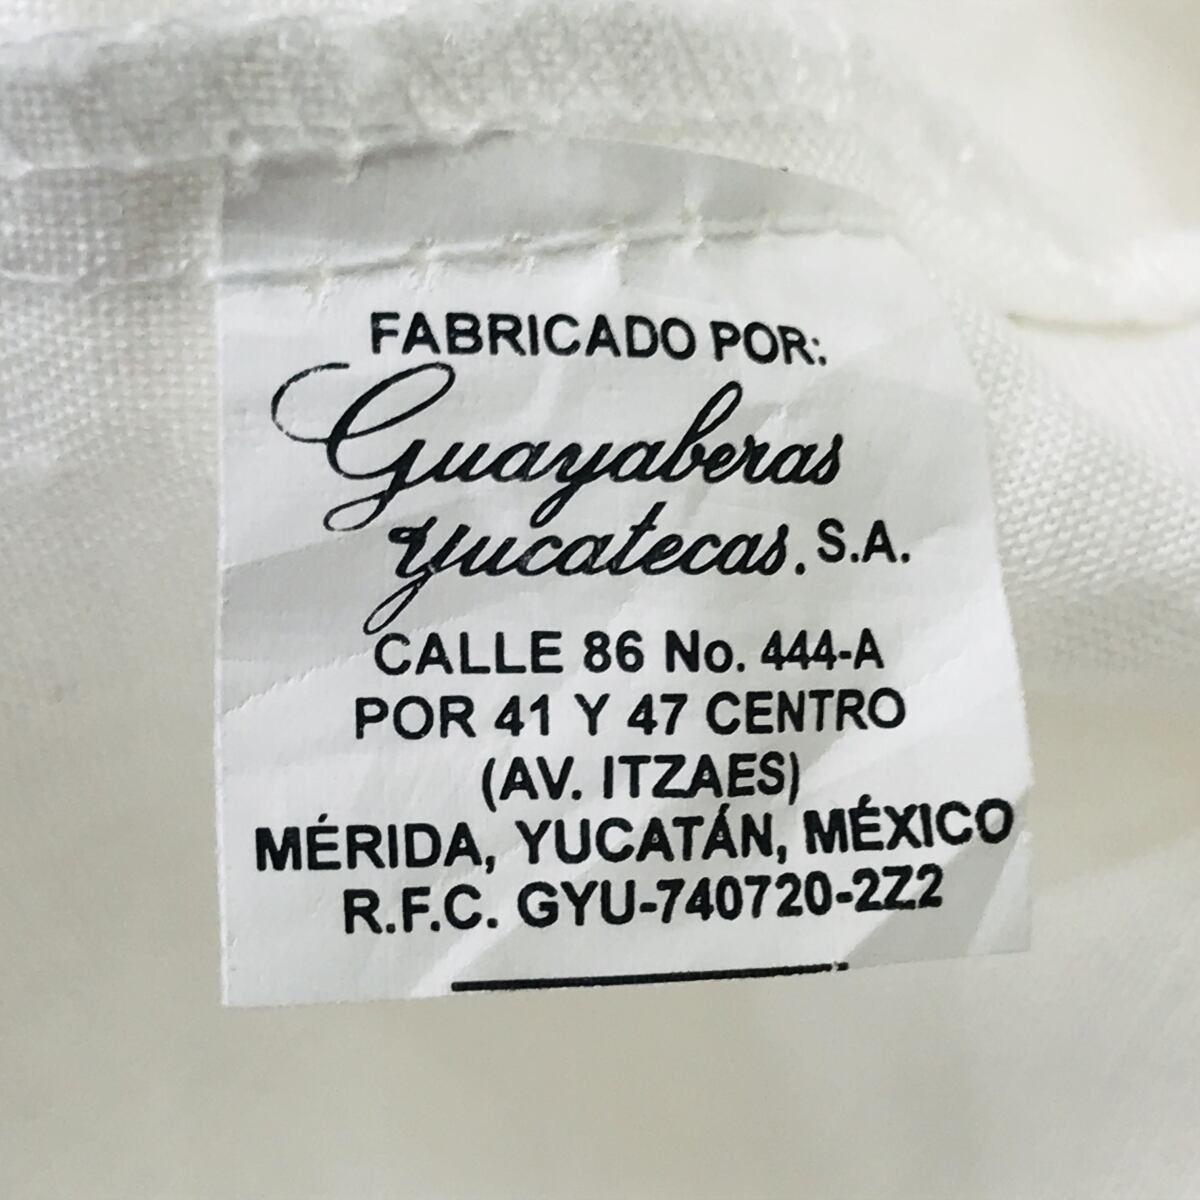 FABRICADO POR:
Guayaberas
Yucatecas. S.A.
CALLE 86 No. 444-A
POR 41 Y 47 CENTRO
(AV. ITZAES)
MÉRIDA, YUCATÁN, MÉXICO
R.F.C. GYU-740720-2Z2